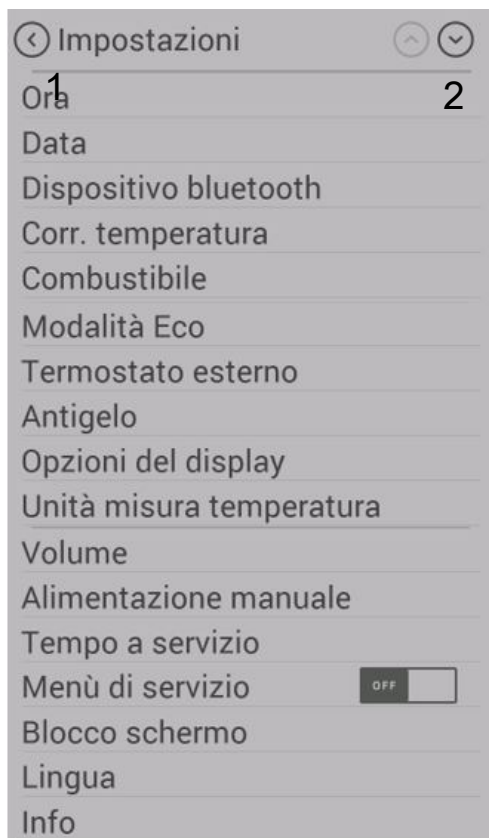 Impostazioni
1
2
Ora
Data
Dispositivo bluetooth
Corr. temperatura
Combustibile
Modalità Eco
Termostato esterno
Antigelo
Opzioni del display
Unità misura temperatura
Volume
Alimentazione manuale
Tempo a servizio
Menù di servizio OFF
Blocco schermo
Lingua
Info